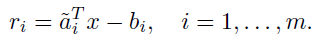 r_i = ã_i^T x − b_i,   i = 1, . . . , m.